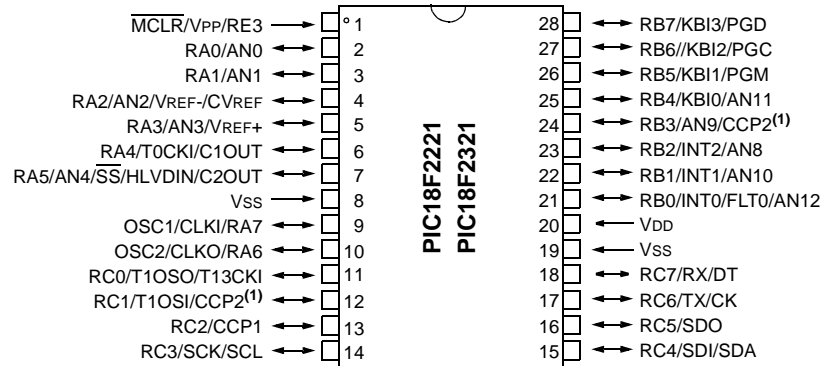 MCLR/VPP/RE3
RA0/AN0
RA1/AN1
RA2/AN2/VREF-/CVREF
RA3/AN3/VREF+
RA4/T0CKI/C1OUT
RA5/AN4/SS/HLVDIN/C2OUT
VSS
OSC1/CLKI/RA7
OSC2/CLKO/RA6
RC0/T1OSO/T13CKI
RC1/T1OSI/CCP2(1)
RC2/CCP1
RC3/SCK/SCL
1
2
3
4
5
6
7
8
9
10
11
12
13
14
PIC18F2221
PIC18F2321
28
27
26
25
24
23
22
21
20
19
18
17
16
15
RB7/KBI3/PGD
RB6//KBI2/PGC
RB5/KBI1/PGM
RB4/KBI0/AN11
RB3/AN9/CCP2(1)
RB2/INT2/AN8
RB1/INT1/AN10
RB0/INT0/FLT0/AN12
VDD
VSS
RC7/RX/DT
RC6/TX/CK
RC5/SDO
RC4/SDI/SDA